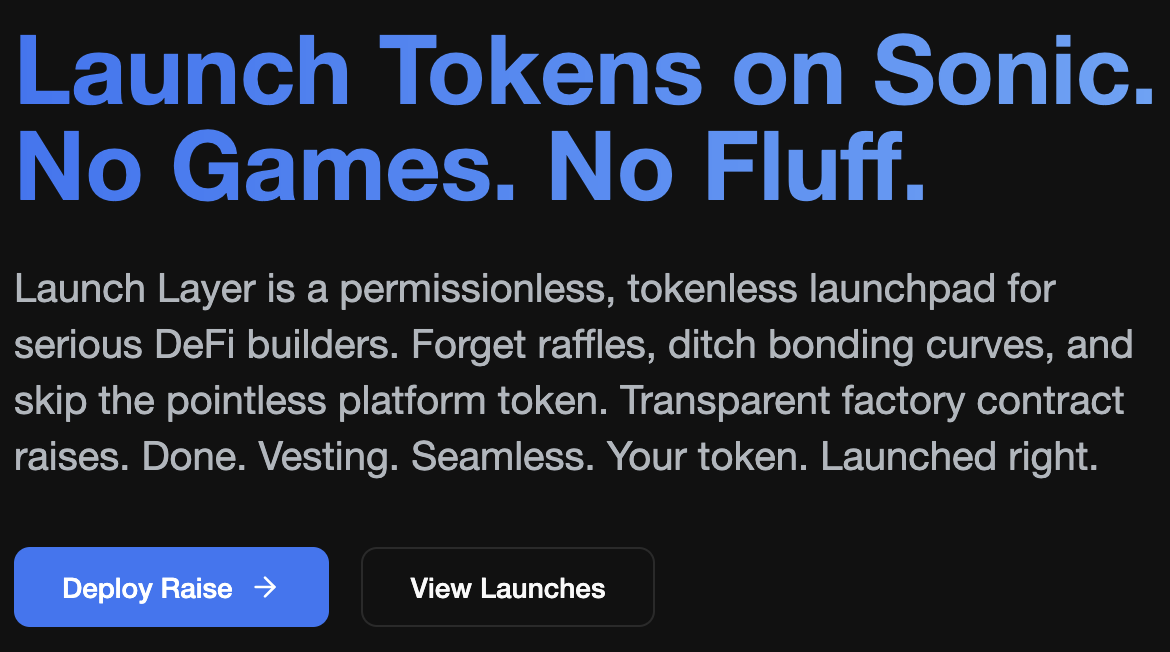 Launch Tokens on Sonic.
No Games. No Fluff.
Launch Layer is a permissionless, tokenless launchpad for
serious DeFi builders. Forget raffles, ditch bonding curves, and
skip the pointless platform token. Transparent factory contract
raises. Done. Vesting. Seamless. Your token. Launched right.
Deploy Raise →
View Launches